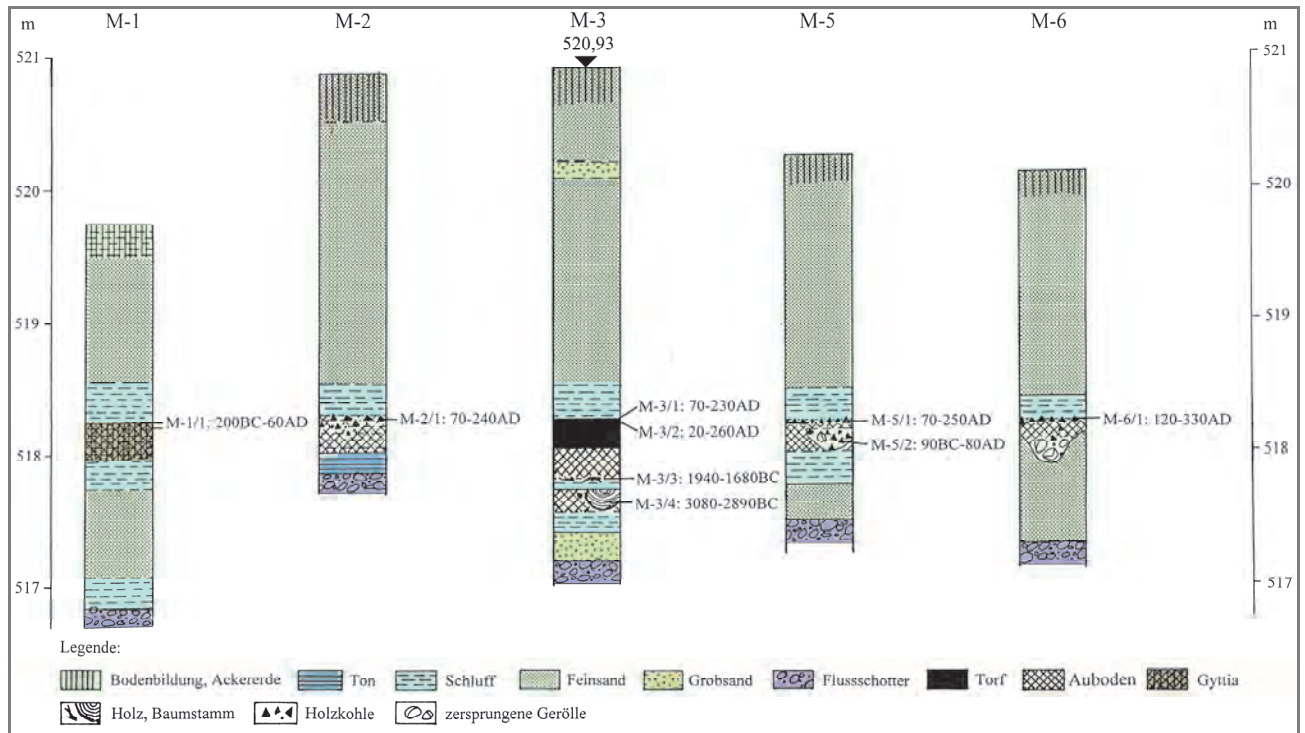 m M-1 M-2 M-3 M-5 M-6 m
520,93
521 521
520 520
519 519
M-3/1: 70-230AD
M-1/1: 200BC-60AD M-2/1: 70-240AD M-5/1: 70-250AD M-6/1: 120-330AD
M-3/2; 20-260AD
M-5/2: 90BC-80AD
518 518
M-3/3: 1940-1680BC
M-3/4: 3080-2890BC
517 517
Legende:
Bodenbildung, Ackererde Ton Schluff Feinsand Grobsand Flussschotter Torf Auboden Gyttia
Holz, Baumstamm Holzkohle zersprungene Gerölle